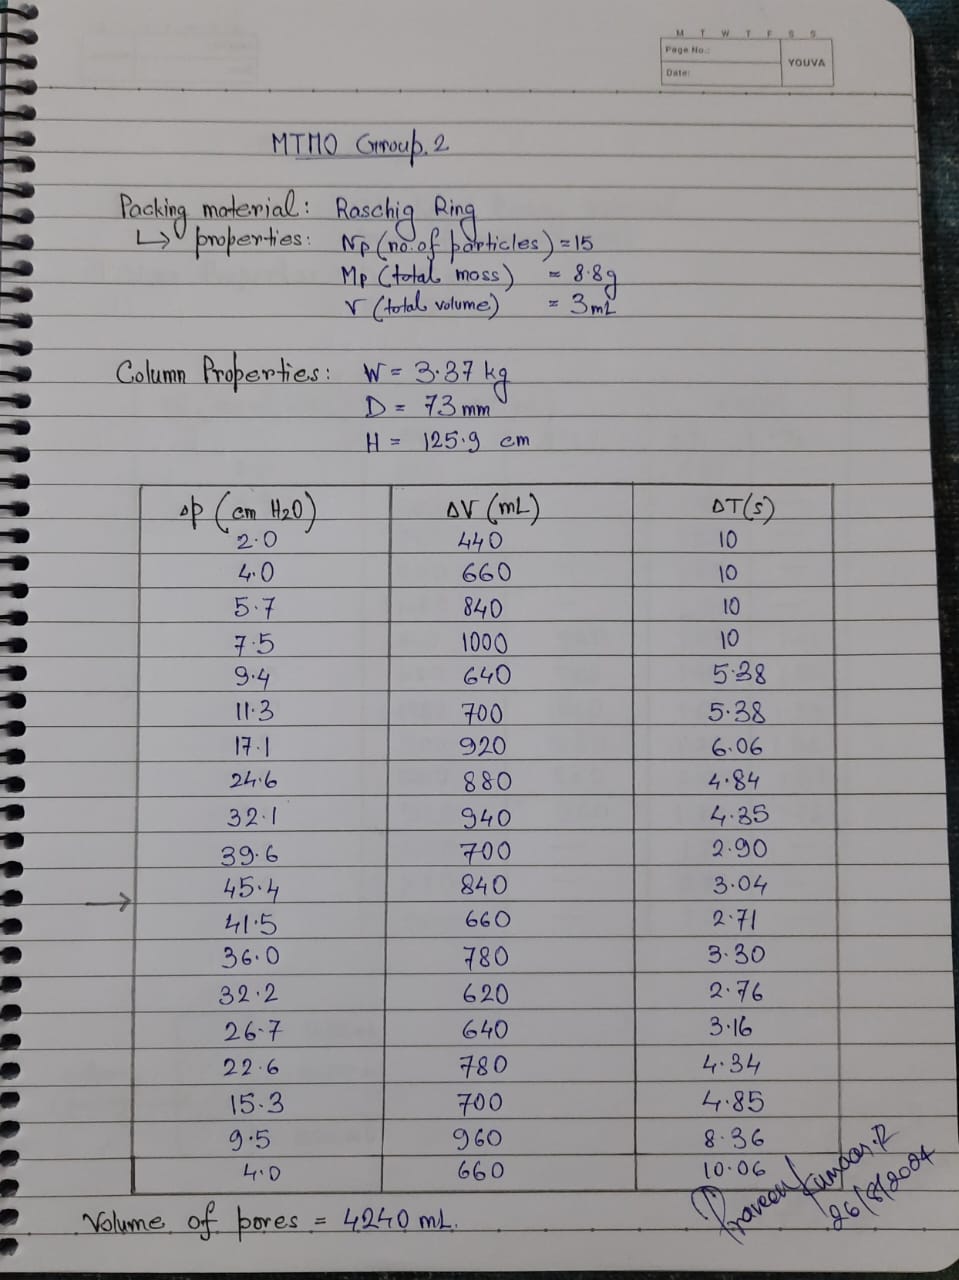 M T W T F S S
Page No.:
YOUVA
Date:
MTMO Group. 2
Packing material: Raschig Ring
↳ properties: Np (no. of particles) = 15
Mp (total mass) = 8.8g
V (total volume) = 3mL
Column Properties: W = 3.37 kg
D = 73 mm
H = 125.9 cm
Δp (cm H2O) ΔV (mL) ΔT(s)
2.0 440 10
4.0 660 10
5.7 840 10
7.5 1000 10
9.4 640 5.38
11.3 700 5.38
17.1 920 6.06
24.6 880 4.84
32.1 940 4.35
39.6 700 2.90
→ 45.4 840 3.04
41.5 660 2.71
36.0 780 3.30
32.2 620 2.76
26.7 640 3.16
22.6 780 4.34
15.3 700 4.85
9.5 960 8.36
4.0 660 10.06
Volume of pores = 4240 mL.
Praveen Kumaar.R
26/8/2024